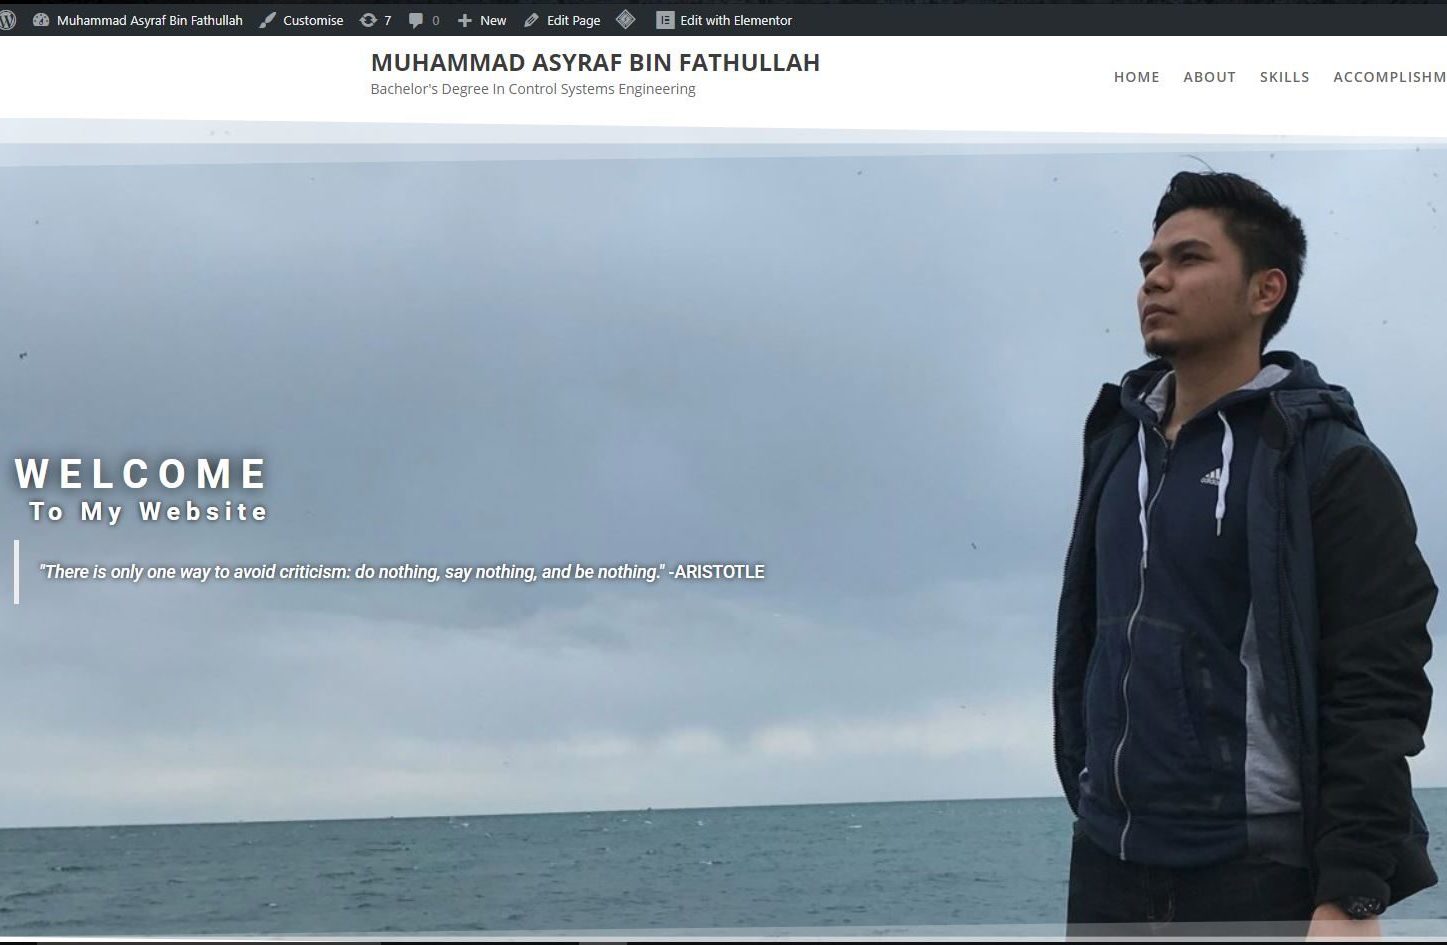 Muhammad Asyraf Bin Fathullah Customise 7 0 New Edit Page Edit with Elementor
MUHAMMAD ASYRAF BIN FATHULLAH
Bachelor's Degree In Control Systems Engineering
HOME ABOUT SKILLS ACCOMPLISHM
WELCOME
To My Website
"There is only one way to avoid criticism: do nothing, say nothing, and be nothing." -ARISTOTLE
adidas